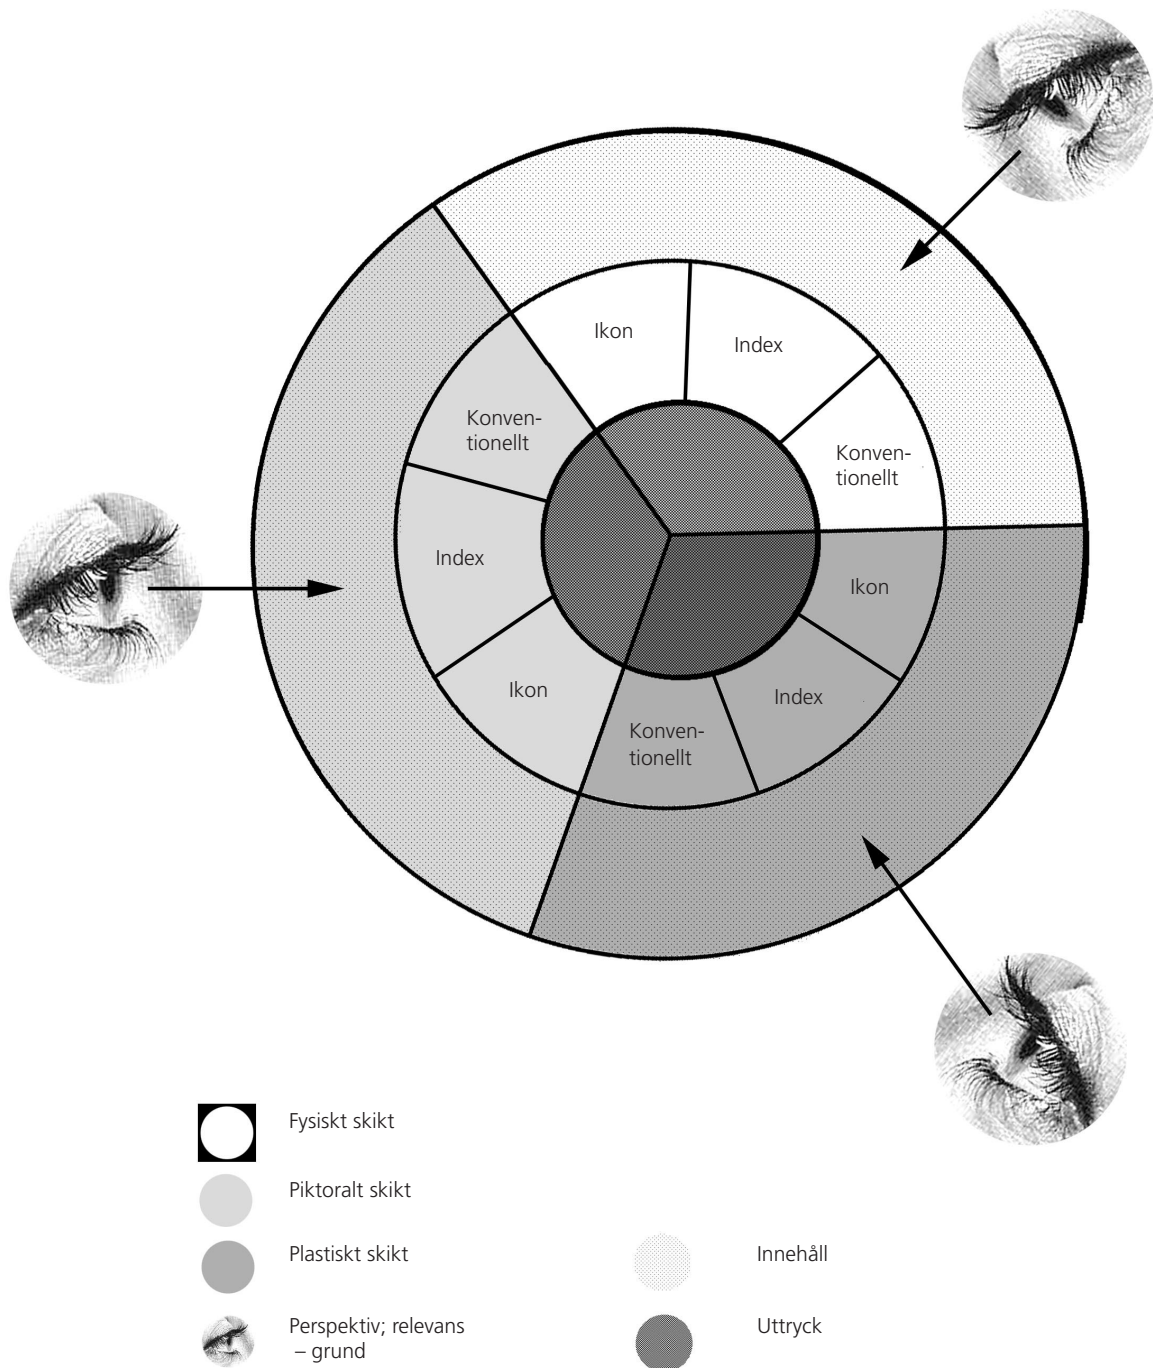 Ikon
Index
Konven-
tionellt
Konven-
tionellt
Index
Ikon
Ikon
Index
Konven-
tionellt
Fysiskt skikt
Piktoralt skikt
Plastiskt skikt
Innehåll
Perspektiv; relevans
– grund
Uttryck